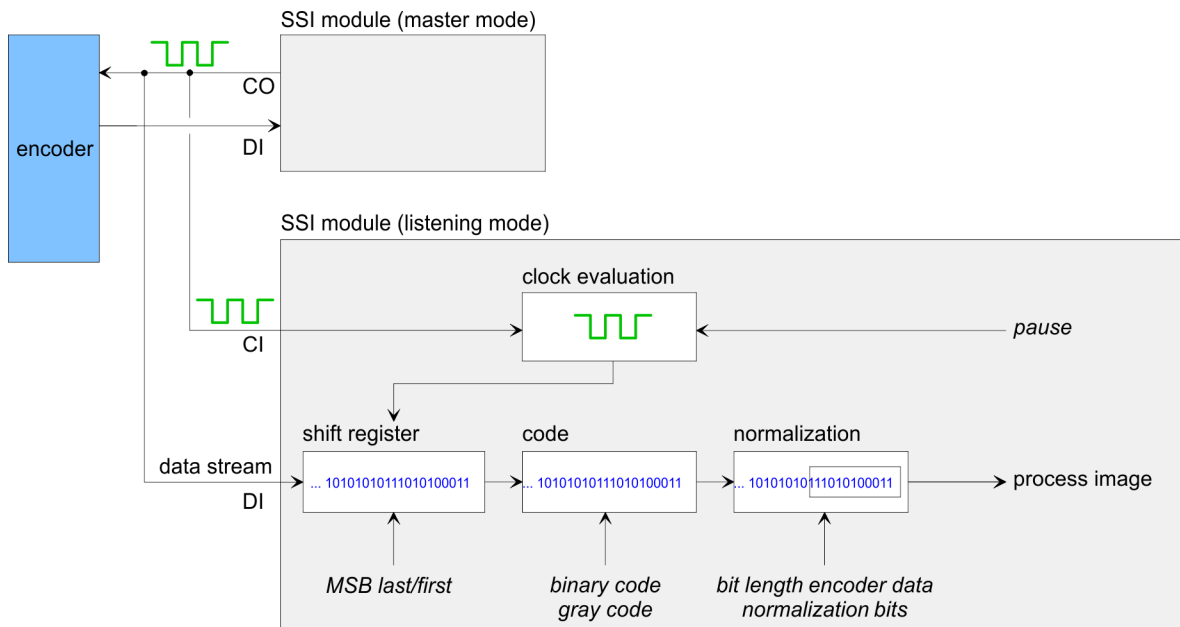 SSI module (master mode)
CO
encoder
DI
SSI module (listening mode)
clock evaluation
pause
CI
shift register
code
normalization
data stream
... 10101010111010100011
... 10101010111010100011
... 10101010111010100011
process image
DI
MSB last/first
binary code
gray code
bit length encoder data
normalization bits